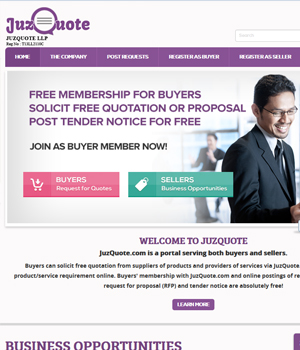 JuzQuote
JUZQUOTE LLP
HOME THE COMPANY POST REQUESTS REGISTER AS BUYER REGISTER AS SELLER
FREE MEMBERSHIP FOR BUYERS
SOLICIT FREE QUOTATION OR PROPOSAL
POST TENDER NOTICE FOR FREE
JOIN AS BUYER MEMBER NOW!
BUYERS
Request for Quotes
SELLERS
Business Opportunities
WELCOME TO JUZQUOTE
JuzQuote.com is a portal serving both buyers and sellers.
Buyers can solicit free quotation from suppliers of products and providers of services via JuzQuote.
product/service requirement online. Buyers' membership with JuzQuote.com and online postings of re
request for proposal (RFP) and tender notice are absolutely free!
LEARN MORE
BUSINESS OPPORTUNITIES